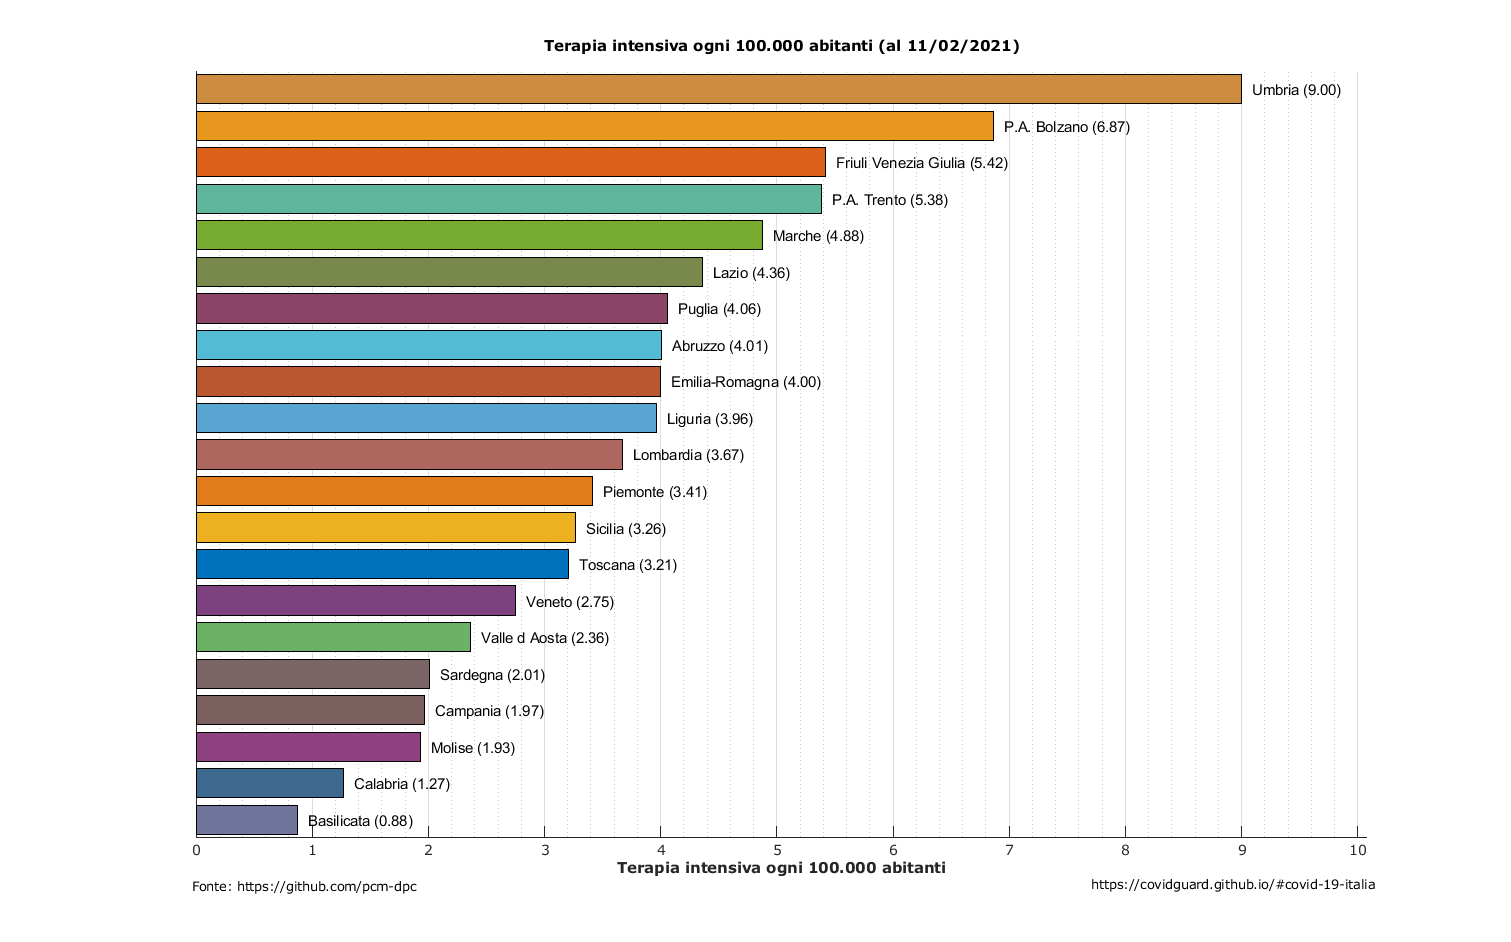 Terapia intensiva ogni 100.000 abitanti (al 11/02/2021)
Umbria (9.00)
P.A. Bolzano (6.87)
Friuli Venezia Giulia (5.42)
P.A. Trento (5.38)
Marche (4.88)
Lazio (4.36)
Puglia (4.06)
Abruzzo (4.01)
Emilia-Romagna (4.00)
Liguria (3.96)
Lombardia (3.67)
Piemonte (3.41)
Sicilia (3.26)
Toscana (3.21)
Veneto (2.75)
Valle d Aosta (2.36)
Sardegna (2.01)
Campania (1.97)
Molise (1.93)
Calabria (1.27)
Basilicata (0.88)
0 1 2 3 4 5 6 7 8 9 10
Terapia intensiva ogni 100.000 abitanti
Fonte: https://github.com/pcm-dpc
https://covidguard.github.io/#covid-19-italia